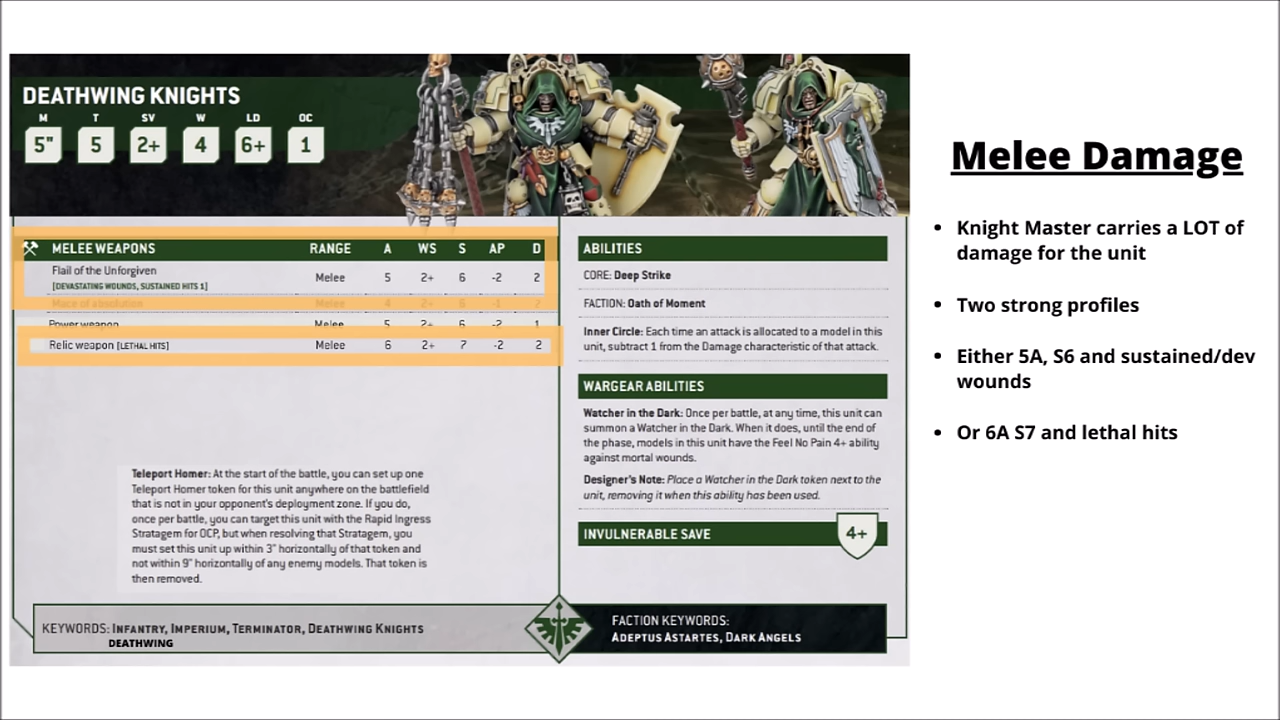 DEATHWING KNIGHTS
M T SV W LD OC
5" 5 2+ 4 6+ 1
MELEE WEAPONS RANGE A WS S AP D
Flail of the Unforgiven
[DEVASTATING WOUNDS, SUSTAINED HITS 1] Melee 5 2+ 6 -2 2
Mace of absolution Melee 4 2+ 6 -1 2
Power weapon Melee 5 2+ 6 -2 1
Relic weapon [LETHAL HITS] Melee 6 2+ 7 -2 2
Teleport Homer: At the start of the battle, you can set up one
Teleport Homer token for this unit anywhere on the battlefield
that is not in your opponent's deployment zone. If you do,
once per battle, you can target this unit with the Rapid Ingress
Stratagem for 0CP, but when resolving that Stratagem, you
must set this unit up within 3" horizontally of that token and
not within 9" horizontally of any enemy models. That token is
then removed.
ABILITIES
CORE: Deep Strike
FACTION: Oath of Moment
Inner Circle: Each time an attack is allocated to a model in this
unit, subtract 1 from the Damage characteristic of that attack.
WARGEAR ABILITIES
Watcher in the Dark: Once per battle, at any time, this unit can
summon a Watcher in the Dark. When it does, until the end of
the phase, models in this unit have the Feel No Pain 4+ ability
against mortal wounds.
Designer's Note: Place a Watcher in the Dark token next to the
unit, removing it when this ability has been used.
INVULNERABLE SAVE 4+
KEYWORDS: INFANTRY, IMPERIUM, TERMINATOR, DEATHWING KNIGHTS
DEATHWING
FACTION KEYWORDS:
ADEPTUS ASTARTES, DARK ANGELS
Melee Damage
• Knight Master carries a LOT of
damage for the unit
• Two strong profiles
• Either 5A, S6 and sustained/dev
wounds
• Or 6A S7 and lethal hits